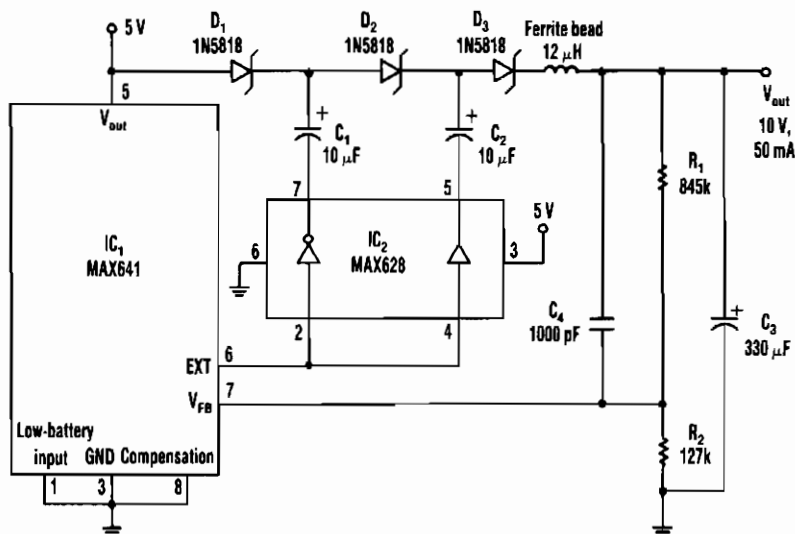 5 V
D1
1N5818
D2
1N5818
D3
1N5818
Ferrite bead
12 µH
5
Vout
C1
10 µF
+
C2
10 µF
+
Vout
10 V,
50 mA
R1
845k
IC1
MAX641
7
5
6
IC2
MAX628
3
5 V
2
4
C4
1000 pF
+
C3
330 µF
EXT
6
VFB
7
R2
127k
Low-battery
input
GND
Compensation
1
3
8